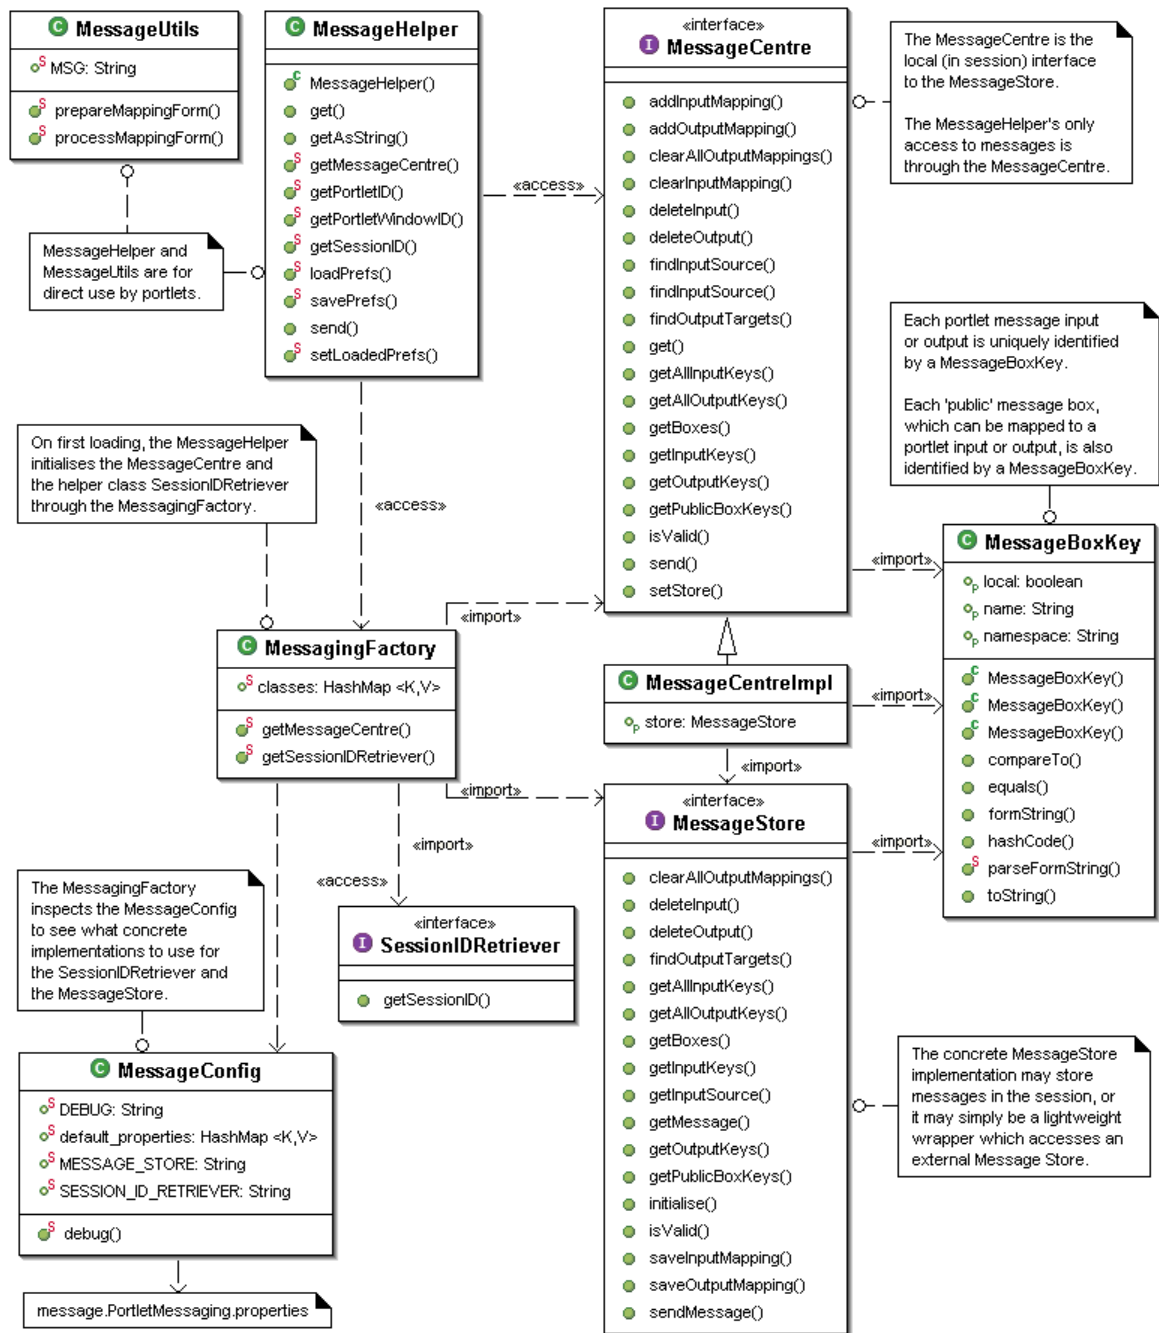 MessageUtils
MSG: String
prepareMappingForm()
processMappingForm()
MessageHelper
MessageHelper()
get()
getAsString()
getMessageCentre()
getPortletID()
getPortletWindowID()
getSessionID()
loadPrefs()
savePrefs()
send()
setLoadedPrefs()
«access»
«interface»
MessageCentre
addInputMapping()
addOutputMapping()
clearAllOutputMappings()
clearInputMapping()
deleteInput()
deleteOutput()
findInputSource()
findInputSource()
findOutputTargets()
get()
getAllInputKeys()
getAllOutputKeys()
getBoxes()
getInputKeys()
getOutputKeys()
getPublicBoxKeys()
isValid()
send()
setStore()
The MessageCentre is the
local (in session) interface
to the MessageStore.
The MessageHelper's only
access to messages is
through the MessageCentre.
MessageHelper and
MessageUtils are for
direct use by portlets.
Each portlet message input
or output is uniquely identified
by a MessageBoxKey.
Each 'public' message box,
which can be mapped to a
portlet input or output, is also
identified by a MessageBoxKey.
On first loading, the MessageHelper
initialises the MessageCentre and
the helper class SessionIDRetriever
through the MessagingFactory.
«access»
«import»
«import»
MessageBoxKey
local: boolean
name: String
namespace: String
MessageBoxKey()
MessageBoxKey()
MessageBoxKey()
compareTo()
equals()
formString()
hashCode()
parseFormString()
toString()
MessagingFactory
classes: HashMap <K,V>
getMessageCentre()
getSessionIDRetriever()
MessageCentreImpl
store: MessageStore
«import»
«import»
«import»
«import»
«import»
«access»
«interface»
MessageStore
clearAllOutputMappings()
deleteInput()
deleteOutput()
findOutputTargets()
getAllInputKeys()
getAllOutputKeys()
getBoxes()
getInputKeys()
getInputSource()
getMessage()
getOutputKeys()
getPublicBoxKeys()
initialise()
isValid()
saveInputMapping()
saveOutputMapping()
sendMessage()
The MessagingFactory
inspects the MessageConfig
to see what concrete
implementations to use for
the SessionIDRetriever and
the MessageStore.
«interface»
SessionIDRetriever
getSessionID()
MessageConfig
DEBUG: String
default_properties: HashMap <K,V>
MESSAGE_STORE: String
SESSION_ID_RETRIEVER: String
debug()
The concrete MessageStore
implementation may store
messages in the session, or
it may simply be a lightweight
wrapper which accesses an
external Message Store.
message.PortletMessaging.properties